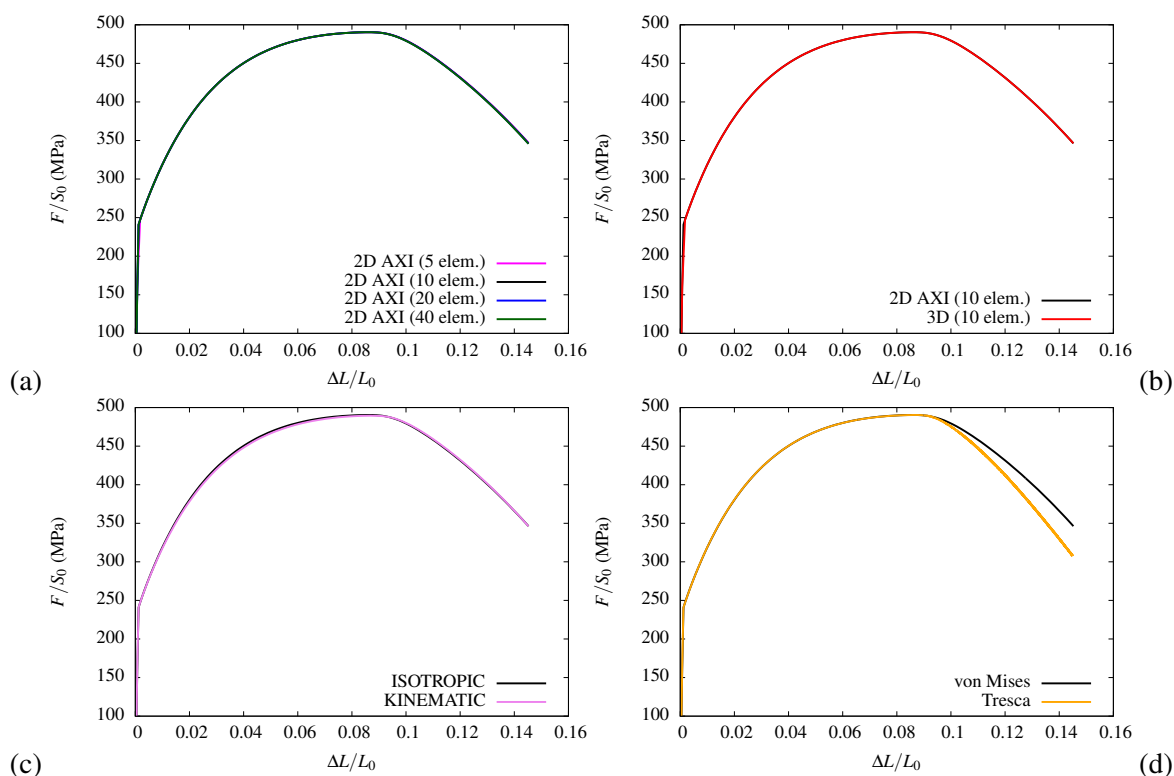 500
450
400
350
300
250
200
150
100
F/S0 (MPa)
2D AXI (5 elem.)
2D AXI (10 elem.)
2D AXI (20 elem.)
2D AXI (40 elem.)
0 0.02 0.04 0.06 0.08 0.1 0.12 0.14 0.16
ΔL/L0
(a)
500
450
400
350
300
250
200
150
100
F/S0 (MPa)
2D AXI (10 elem.)
3D (10 elem.)
0 0.02 0.04 0.06 0.08 0.1 0.12 0.14 0.16
ΔL/L0
(b)
500
450
400
350
300
250
200
150
100
F/S0 (MPa)
ISOTROPIC
KINEMATIC
0 0.02 0.04 0.06 0.08 0.1 0.12 0.14 0.16
ΔL/L0
(c)
500
450
400
350
300
250
200
150
100
F/S0 (MPa)
von Mises
Tresca
0 0.02 0.04 0.06 0.08 0.1 0.12 0.14 0.16
ΔL/L0
(d)